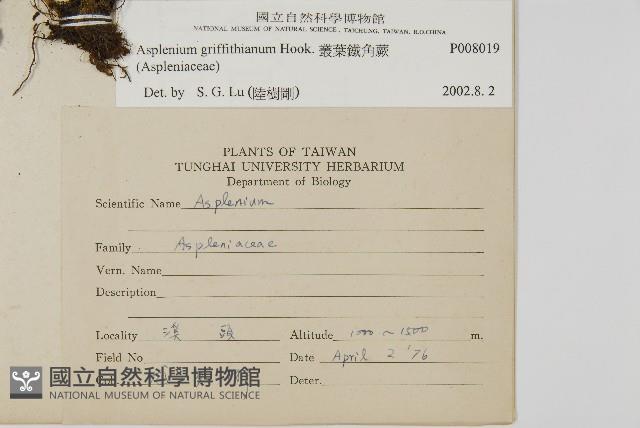 國立自然科學博物館
NATIONAL MUSEUM OF NATURAL SCIENCE, TAICHUNG, TAIWAN, R.O.CHINA
Asplenium griffithianum Hook. 叢葉鐵角蕨 P008019
(Aspleniaceae)
Det. by S. G. Lu (陸樹剛) 2002.8. 2
PLANTS OF TAIWAN
TUNGHAI UNIVERSITY HERBARIUM
Department of Biology
Scientific Name Asplenium
Family Aspleniaceae
Vern. Name
Description
Locality 溪 頭 Altitude 1000 ~ 1500 m.
Field No Date April 2 '76
Deter.
國立自然科學博物館
NATIONAL MUSEUM OF NATURAL SCIENCE